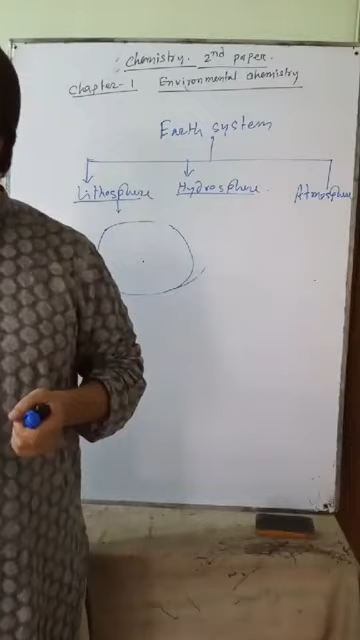 Chemistry. 2nd paper.
Chapter-1 Environmental chemistry
Earth system
Lithosphere Hydrosphere. Atmosphere